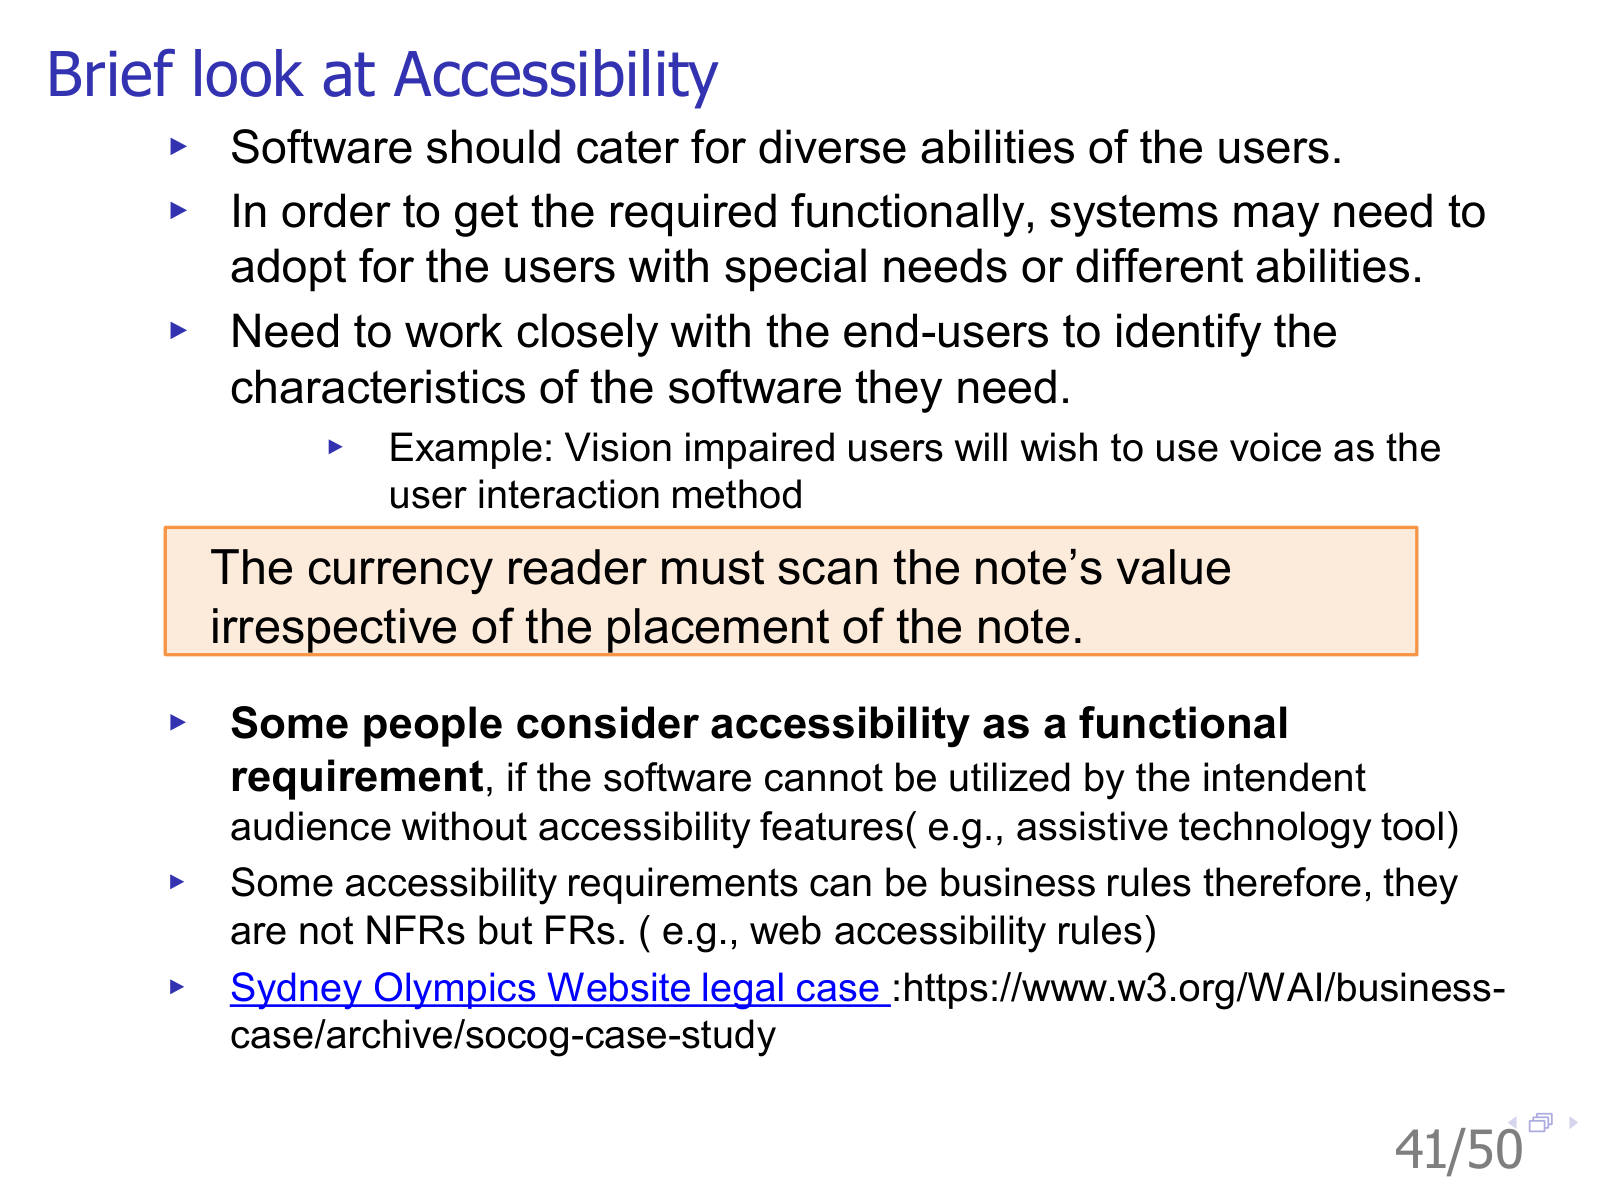 Brief look at Accessibility
Software should cater for diverse abilities of the users.
In order to get the required functionally, systems may need to
adopt for the users with special needs or different abilities.
Need to work closely with the end-users to identify the
characteristics of the software they need.
Example: Vision impaired users will wish to use voice as the
user interaction method
The currency reader must scan the note’s value
irrespective of the placement of the note.
Some people consider accessibility as a functional
requirement, if the software cannot be utilized by the intendent
audience without accessibility features( e.g., assistive technology tool)
Some accessibility requirements can be business rules therefore, they
are not NFRs but FRs. ( e.g., web accessibility rules)
Sydney Olympics Website legal case :https://www.w3.org/WAI/business-
case/archive/socog-case-study
41/50